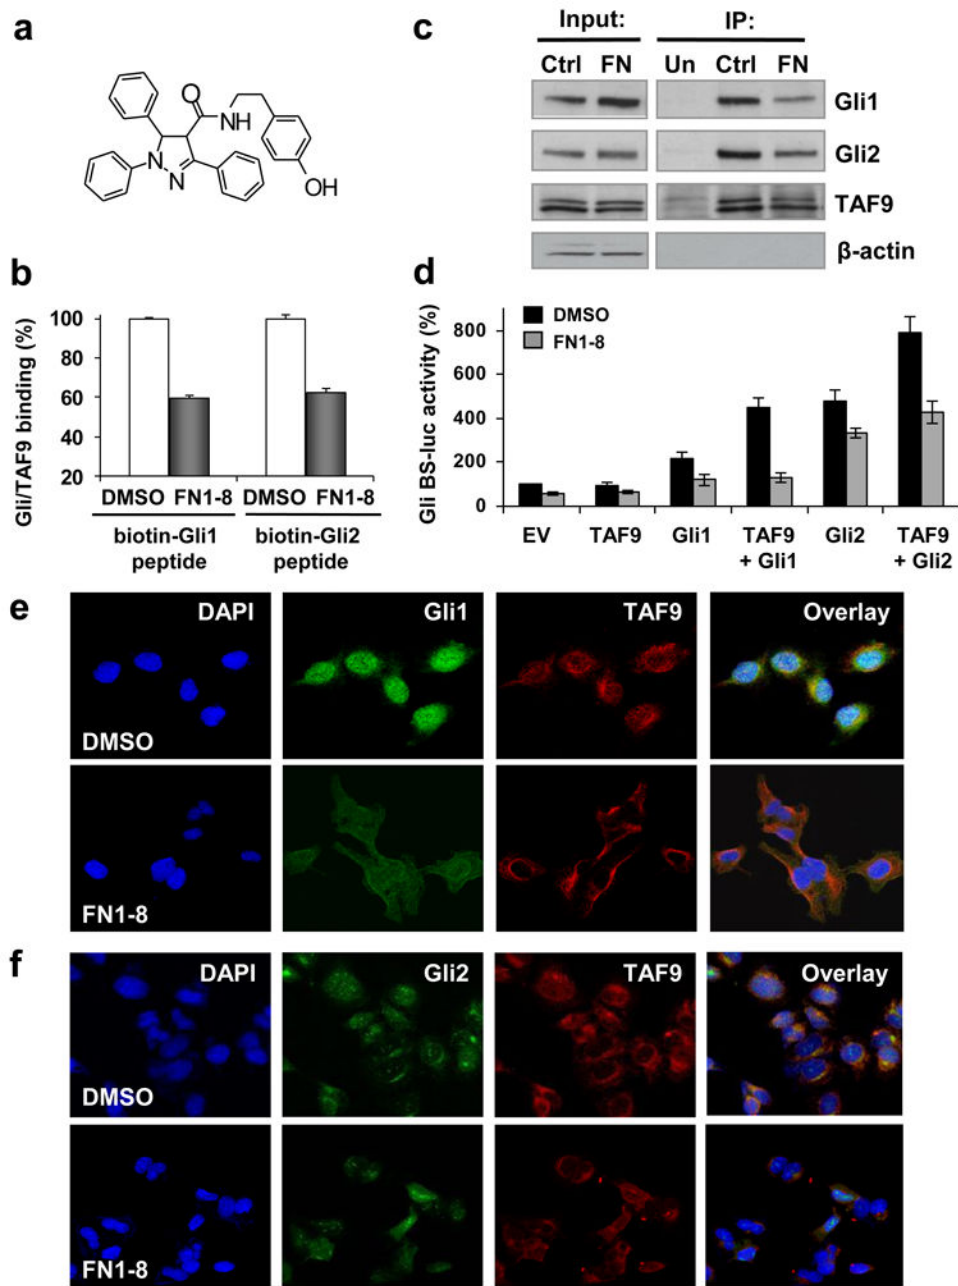 a
O
NH
N
N
OH
b
Gli/TAF9 binding (%)
100
80
60
40
20
DMSO FN1-8 DMSO FN1-8
biotin-Gli1 peptide
biotin-Gli2 peptide
c
Input: IP:
Ctrl FN Un Ctrl FN
Gli1
Gli2
TAF9
β-actin
d
Gli BS-luc activity (%)
DMSO
FN1-8
800
600
400
200
0
EV TAF9 Gli1 TAF9 + Gli1 Gli2 TAF9 + Gli2
e
DAPI Gli1 TAF9 Overlay
DMSO
FN1-8
f
DAPI Gli2 TAF9 Overlay
DMSO
FN1-8